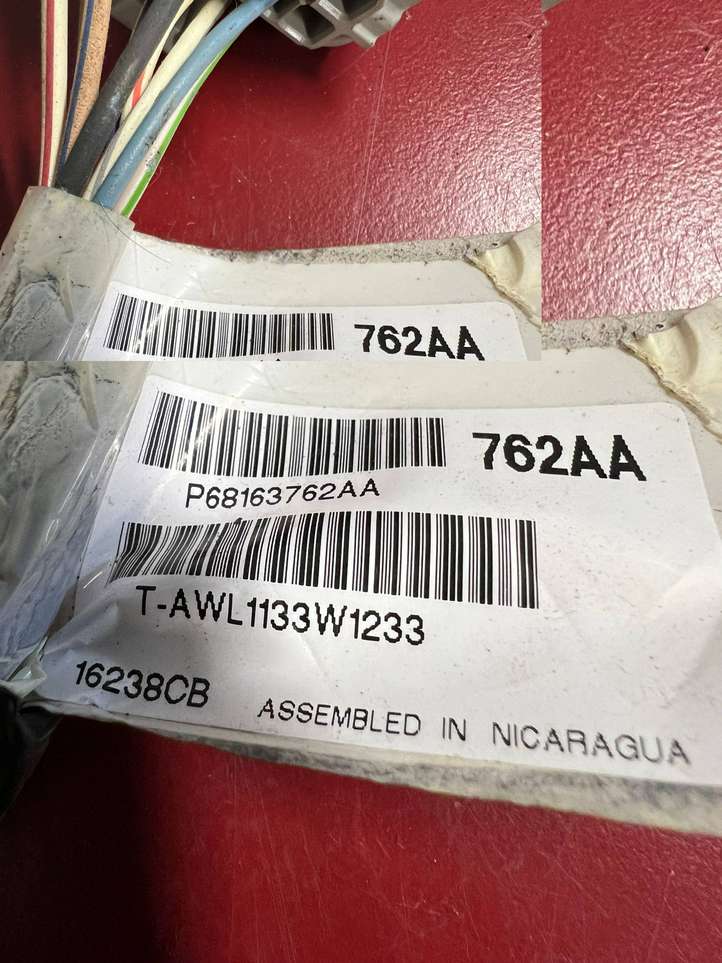 762AA
762AA
P68163762AA
T-AWL1133W1233
16238CB
ASSEMBLED IN NICARAGUA